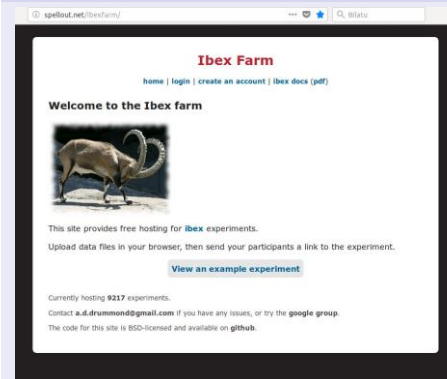 spellout.net/ibexfarm/
Bilatu
Ibex Farm
home | login | create an account | ibex docs (pdf)
Welcome to the Ibex farm
This site provides free hosting for ibex experiments.
Upload data files in your browser, then send your participants a link to the experiment.
View an example experiment
Currently hosting 9217 experiments.
Contact a.d.drummond@gmail.com if you have any issues, or try the google group.
The code for this site is BSD-licensed and available on github.